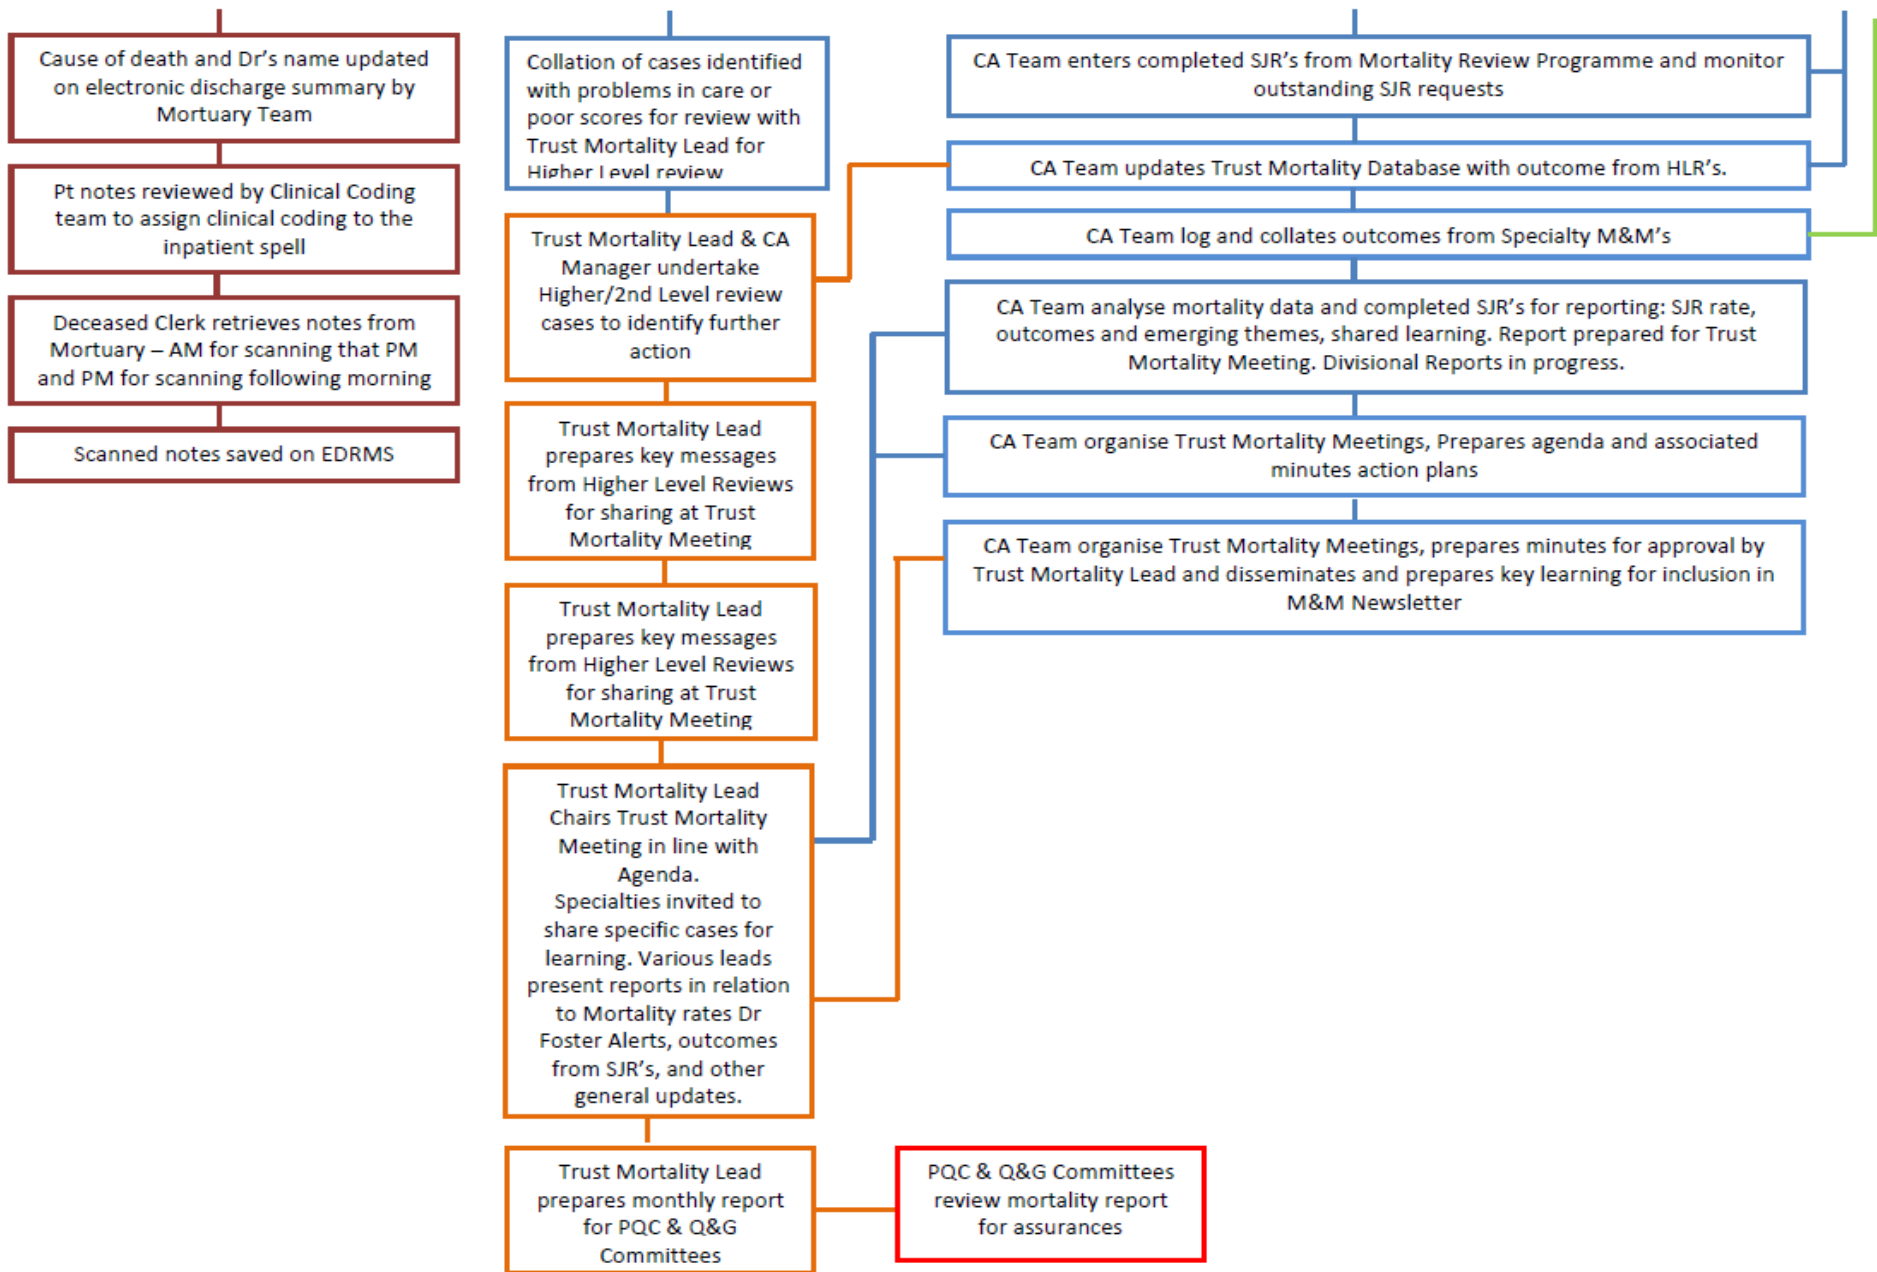 Cause of death and Dr's name updated
on electronic discharge summary by
Mortuary Team
Pt notes reviewed by Clinical Coding
team to assign clinical coding to the
inpatient spell
Deceased Clerk retrieves notes from
Mortuary – AM for scanning that PM
and PM for scanning following morning
Scanned notes saved on EDRMS
Collation of cases identified
with problems in care or
poor scores for review with
Trust Mortality Lead for
Higher Level review
Trust Mortality Lead & CA
Manager undertake
Higher/2nd Level review
cases to identify further
action
Trust Mortality Lead
prepares key messages
from Higher Level Reviews
for sharing at Trust
Mortality Meeting
Trust Mortality Lead
prepares key messages
from Higher Level Reviews
for sharing at Trust
Mortality Meeting
Trust Mortality Lead
Chairs Trust Mortality
Meeting in line with
Agenda.
Specialties invited to
share specific cases for
learning. Various leads
present reports in relation
to Mortality rates Dr
Foster Alerts, outcomes
from SJR's, and other
general updates.
Trust Mortality Lead
prepares monthly report
for PQC & Q&G
Committees
PQC & Q&G Committees
review mortality report
for assurances
CA Team enters completed SJR's from Mortality Review Programme and monitor
outstanding SJR requests
CA Team updates Trust Mortality Database with outcome from HLR's.
CA Team log and collates outcomes from Specialty M&M's
CA Team analyse mortality data and completed SJR's for reporting: SJR rate,
outcomes and emerging themes, shared learning. Report prepared for Trust
Mortality Meeting. Divisional Reports in progress.
CA Team organise Trust Mortality Meetings, Prepares agenda and associated
minutes action plans
CA Team organise Trust Mortality Meetings, prepares minutes for approval by
Trust Mortality Lead and disseminates and prepares key learning for inclusion in
M&M Newsletter